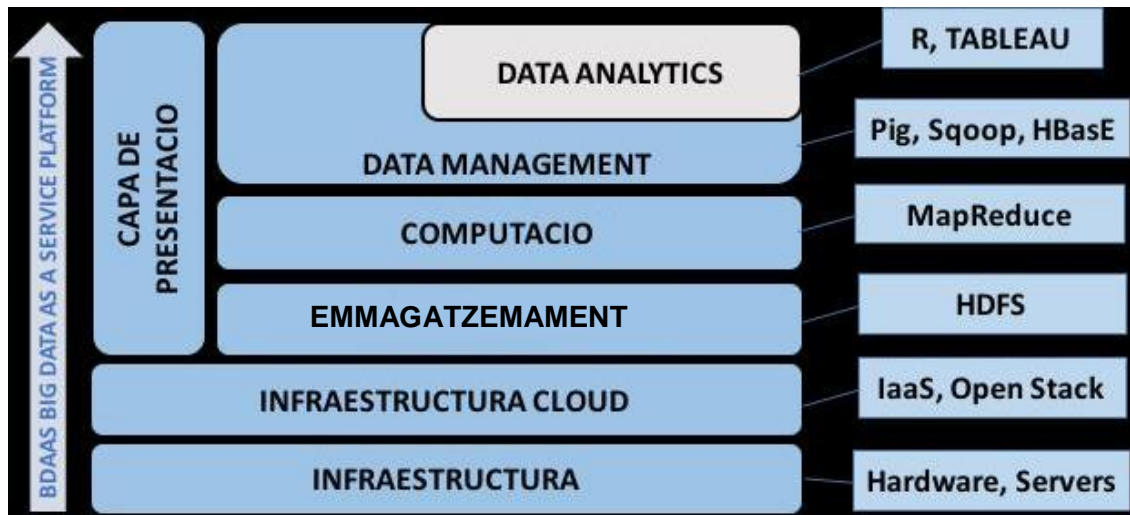 BDAAS BIG DATA AS A SERVICE PLATFORM
CAPA DE
PRESENTACIO
DATA ANALYTICS
DATA MANAGEMENT
COMPUTACIO
EMMAGATZEMAMENT
INFRAESTRUCTURA CLOUD
INFRAESTRUCTURA
R, TABLEAU
Pig, Sqoop, HBasE
MapReduce
HDFS
IaaS, Open Stack
Hardware, Servers